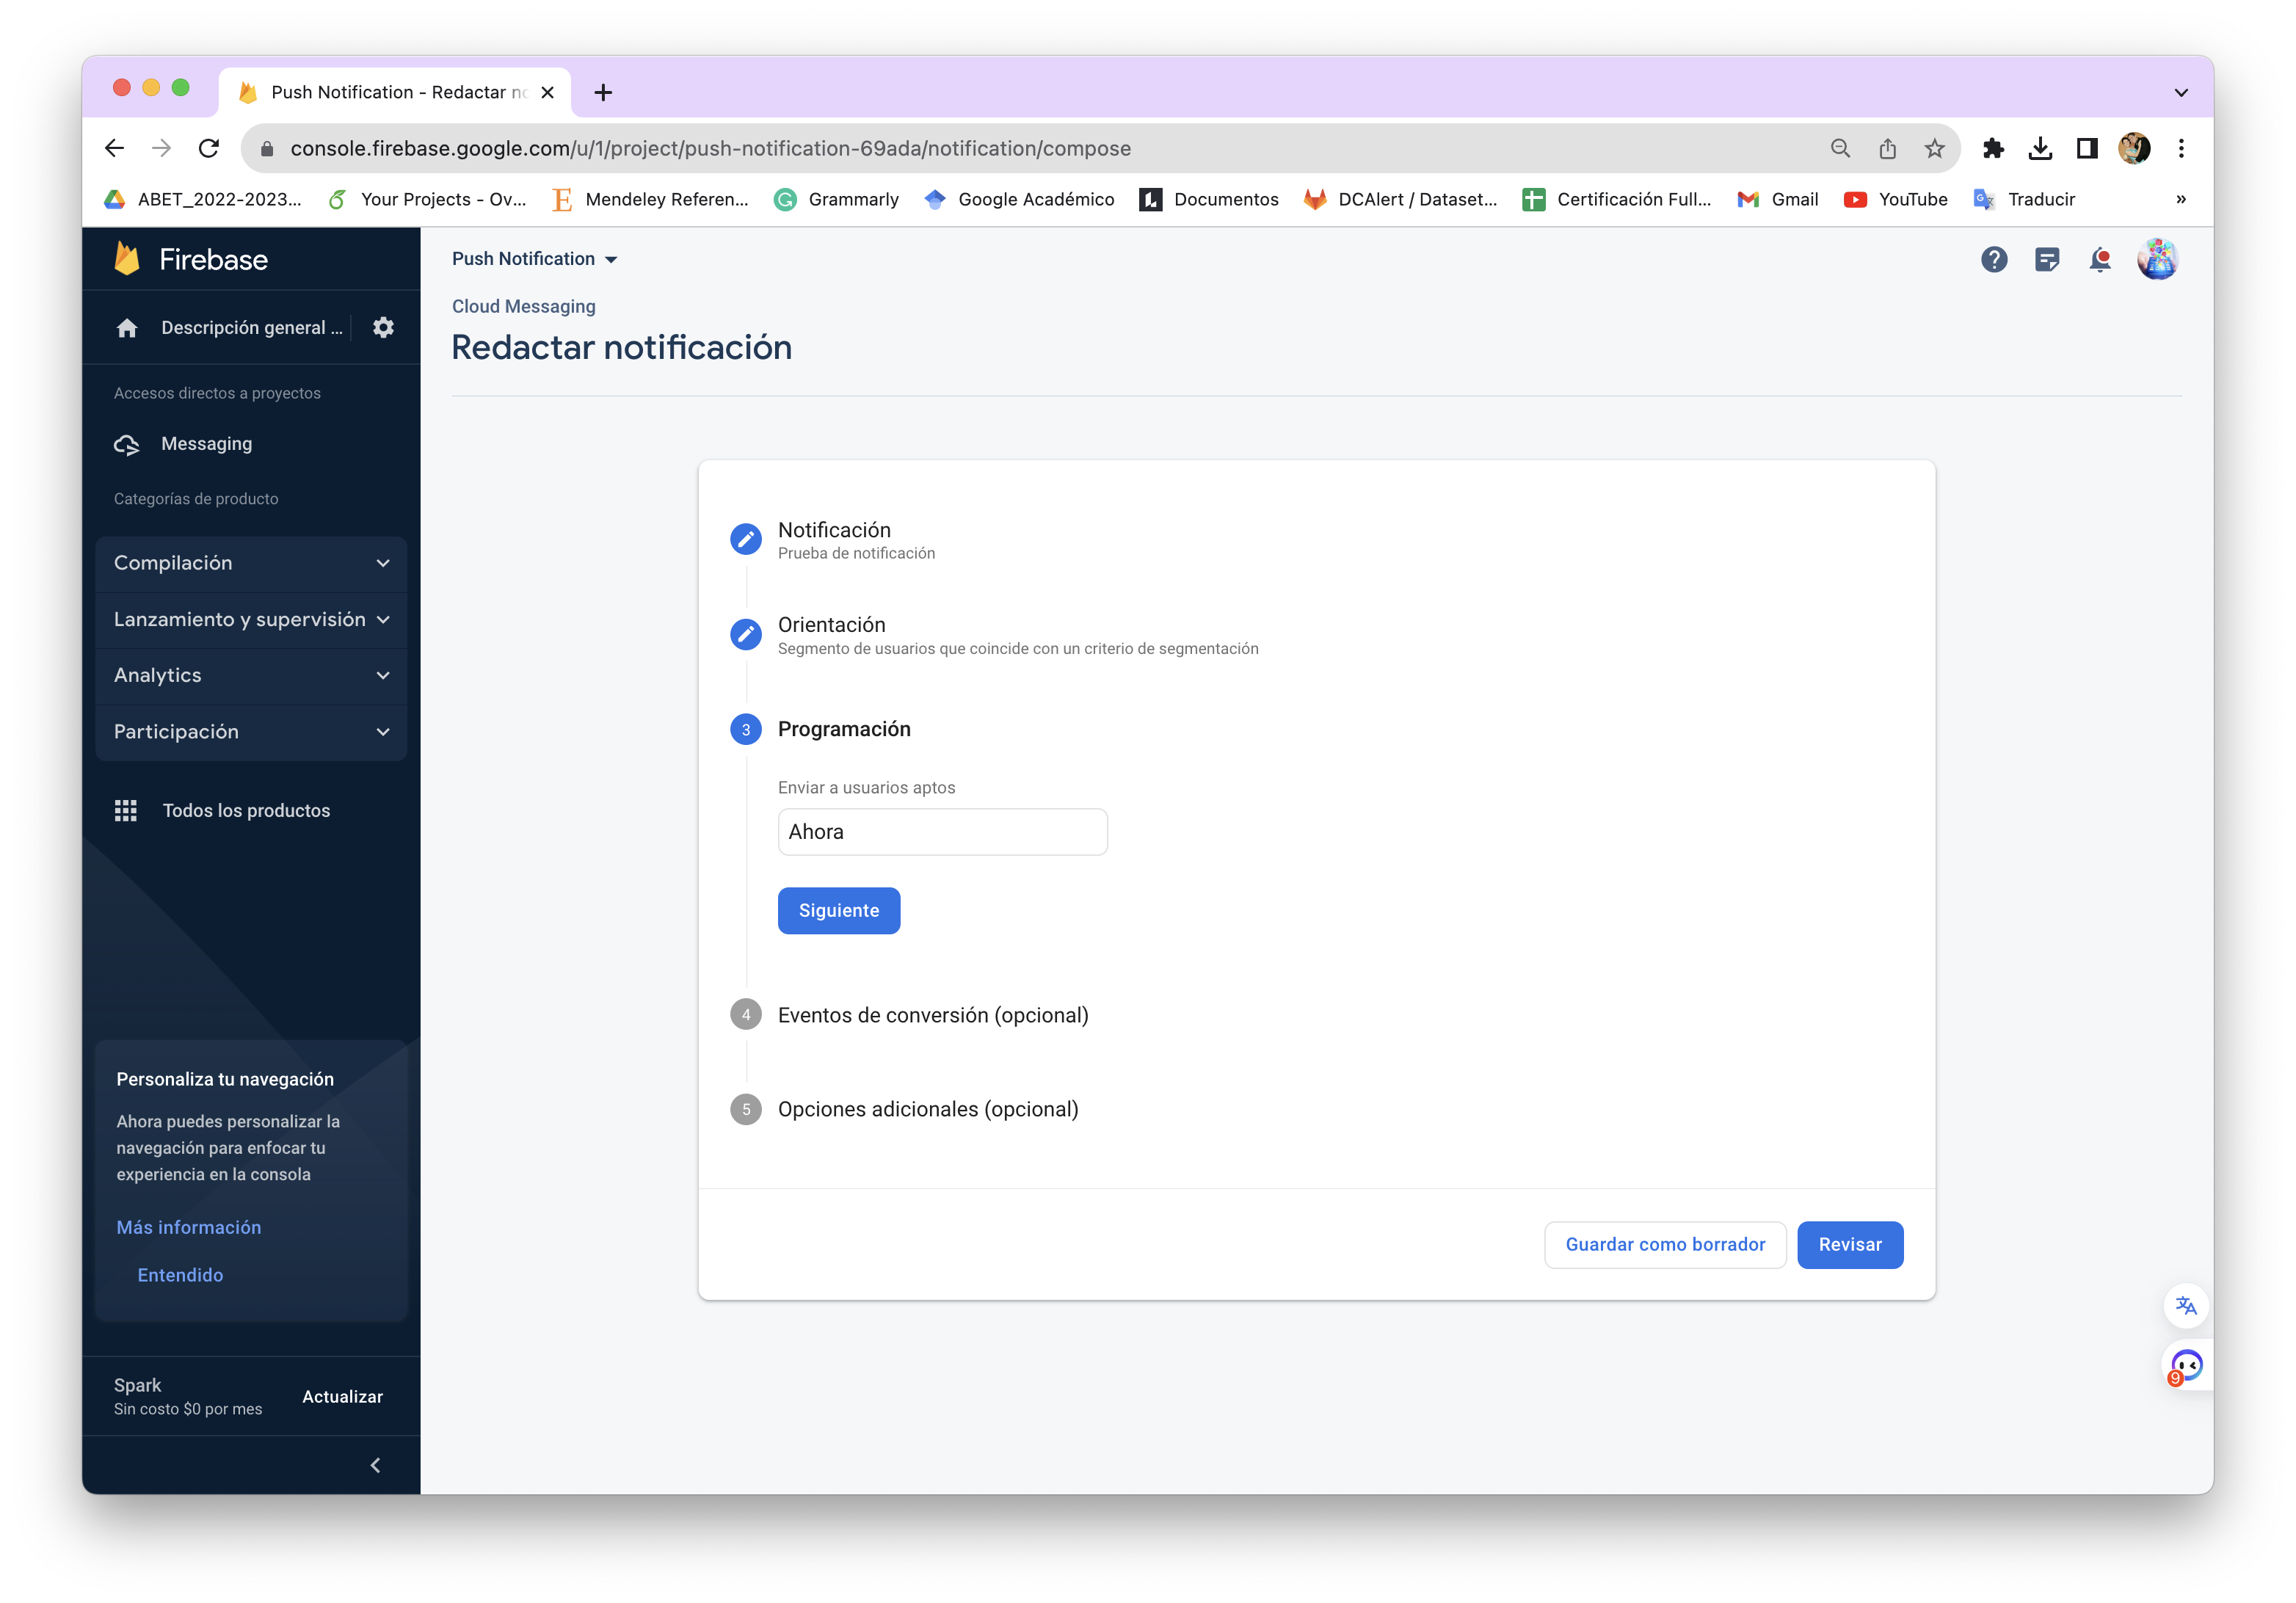 Push Notification - Redactar no
console.firebase.google.com/u/1/project/push-notification-69ada/notification/compose
ABET_2022-2023...
Your Projects - Ov...
Mendeley Referen...
Grammarly
Google Académico
Documentos
DCAlert / Dataset...
Certificación Full...
Gmail
YouTube
Traducir
»
Firebase
Descripción general ...
Accesos directos a proyectos
Messaging
Categorías de producto
Compilación
Lanzamiento y supervisión
Analytics
Participación
Todos los productos
Personaliza tu navegación
Ahora puedes personalizar la
navegación para enfocar tu
experiencia en la consola
Más información
Entendido
Spark
Sin costo $0 por mes
Actualizar
Push Notification
Cloud Messaging
Redactar notificación
Notificación
Prueba de notificación
Orientación
Segmento de usuarios que coincide con un criterio de segmentación
3 Programación
Enviar a usuarios aptos
Ahora
Siguiente
4 Eventos de conversión (opcional)
5 Opciones adicionales (opcional)
Guardar como borrador
Revisar
9